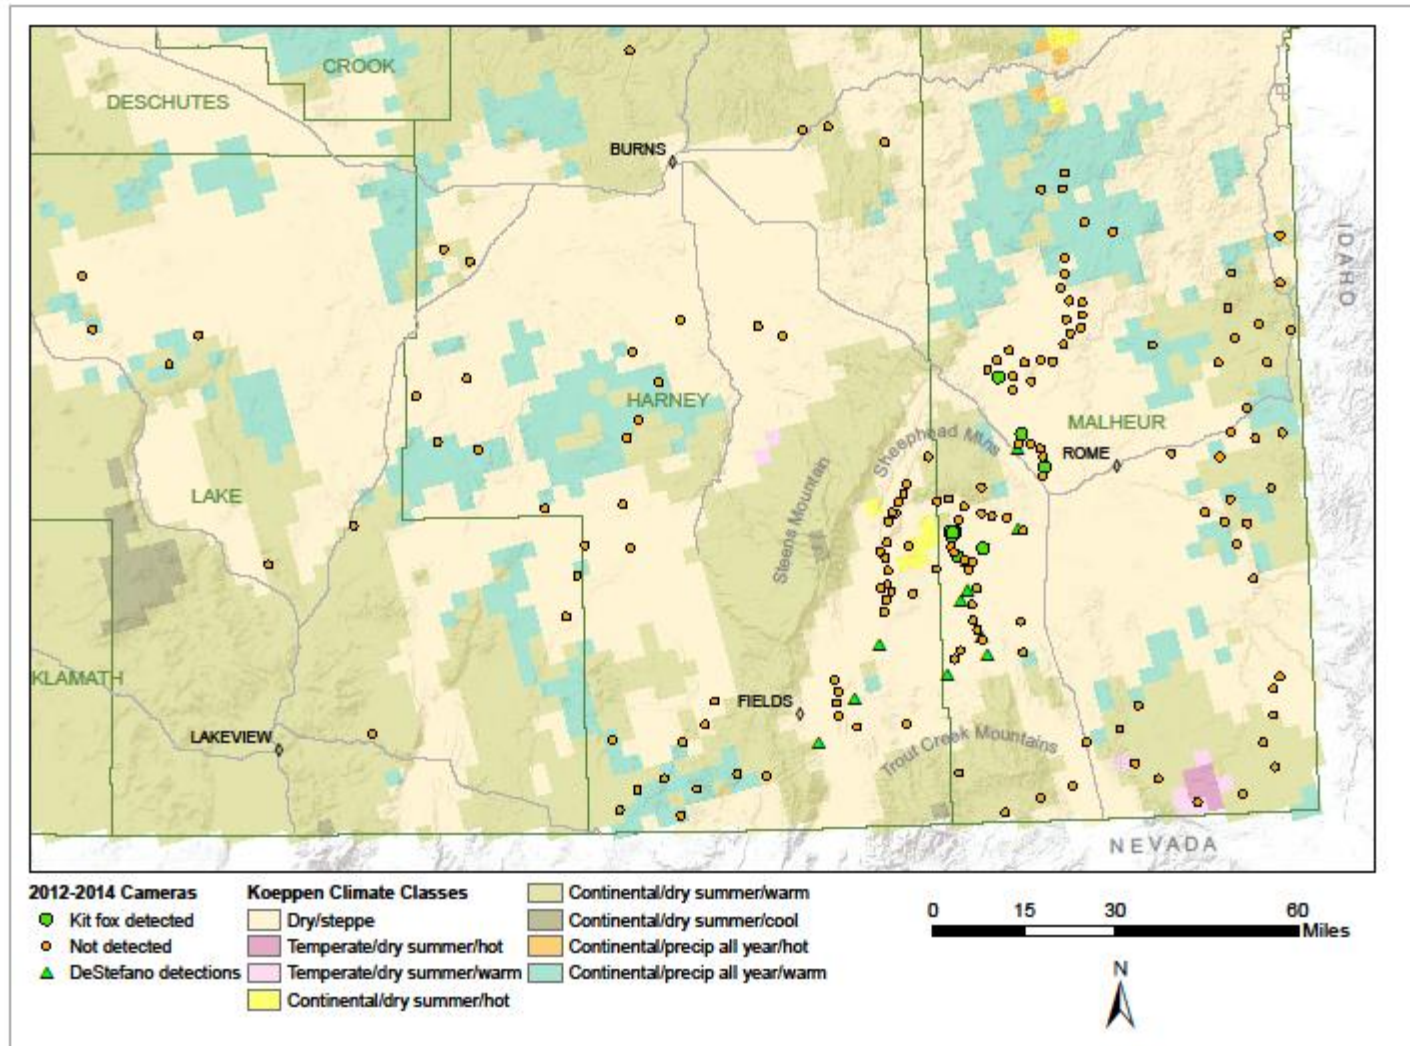 CROOK
DESCHUTES
BURNS
IDAHO
HARNEY
MALHEUR
Sheephead Mtns
ROME
LAKE
Steens Mountain
KLAMATH
FIELDS
LAKEVIEW
Trout Creek Mountains
NEVADA
2012-2014 Cameras
Kit fox detected
Not detected
DeStefano detections
Koeppen Climate Classes
Dry/steppe
Temperate/dry summer/hot
Temperate/dry summer/warm
Continental/dry summer/hot
Continental/dry summer/warm
Continental/dry summer/cool
Continental/precip all year/hot
Continental/precip all year/warm
0 15 30 60
Miles
N